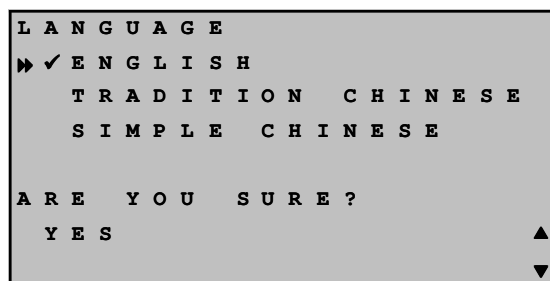 LANGUAGE
ENGLISH
TRADITION CHINESE
SIMPLE CHINESE
ARE YOU SURE?
YES